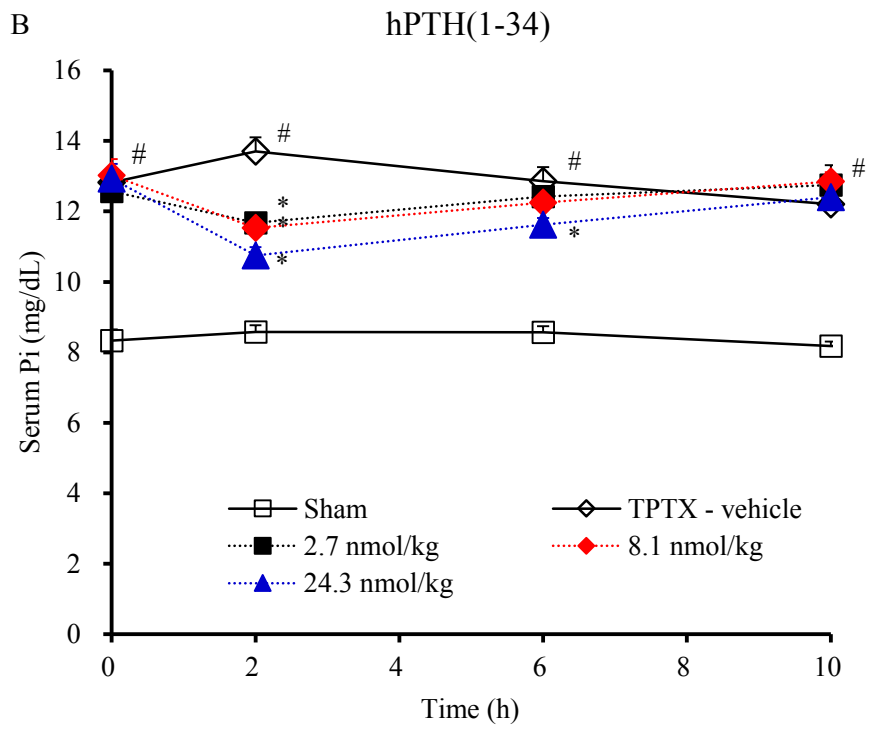 B
hPTH(1-34)
16
14
12
10
8
6
4
2
0
Serum Pi (mg/dL)
#
#
#
#
*
*
*
*
Sham
TPTX - vehicle
2.7 nmol/kg
8.1 nmol/kg
24.3 nmol/kg
0 2 4 6 8 10
Time (h)